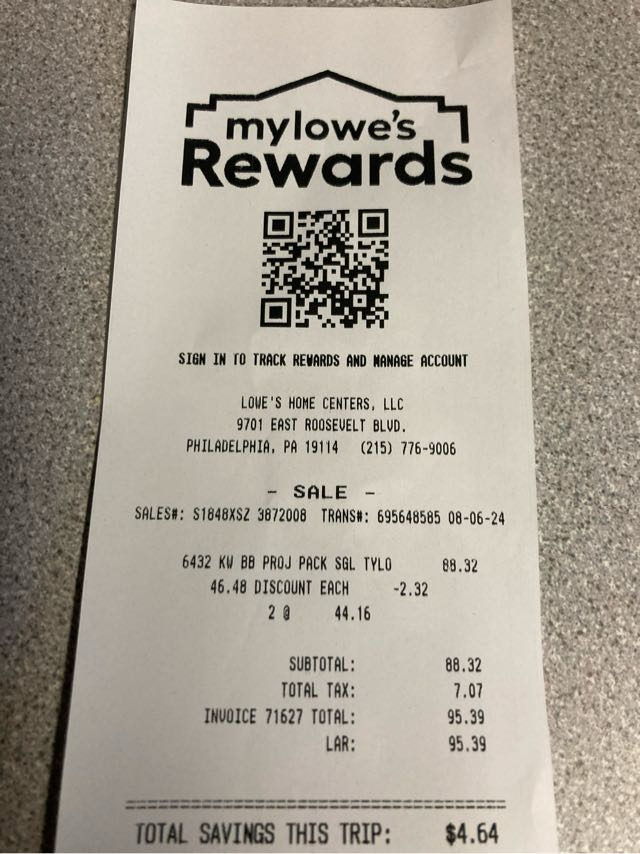 mylowe's
Rewards
SIGN IN TO TRACK REWARDS AND MANAGE ACCOUNT
LOWE'S HOME CENTERS, LLC
9701 EAST ROOSEVELT BLVD.
PHILADELPHIA, PA 19114 (215) 776-9006
- SALE -
SALES#: S1848XSZ 3872008 TRANS#: 695648585 08-06-24
6432 KW BB PROJ PACK SGL TYLO 88.32
46.48 DISCOUNT EACH -2.32
2 @ 44.16
SUBTOTAL: 88.32
TOTAL TAX: 7.07
INVOICE 71627 TOTAL: 95.39
LAR: 95.39
TOTAL SAVINGS THIS TRIP: $4.64